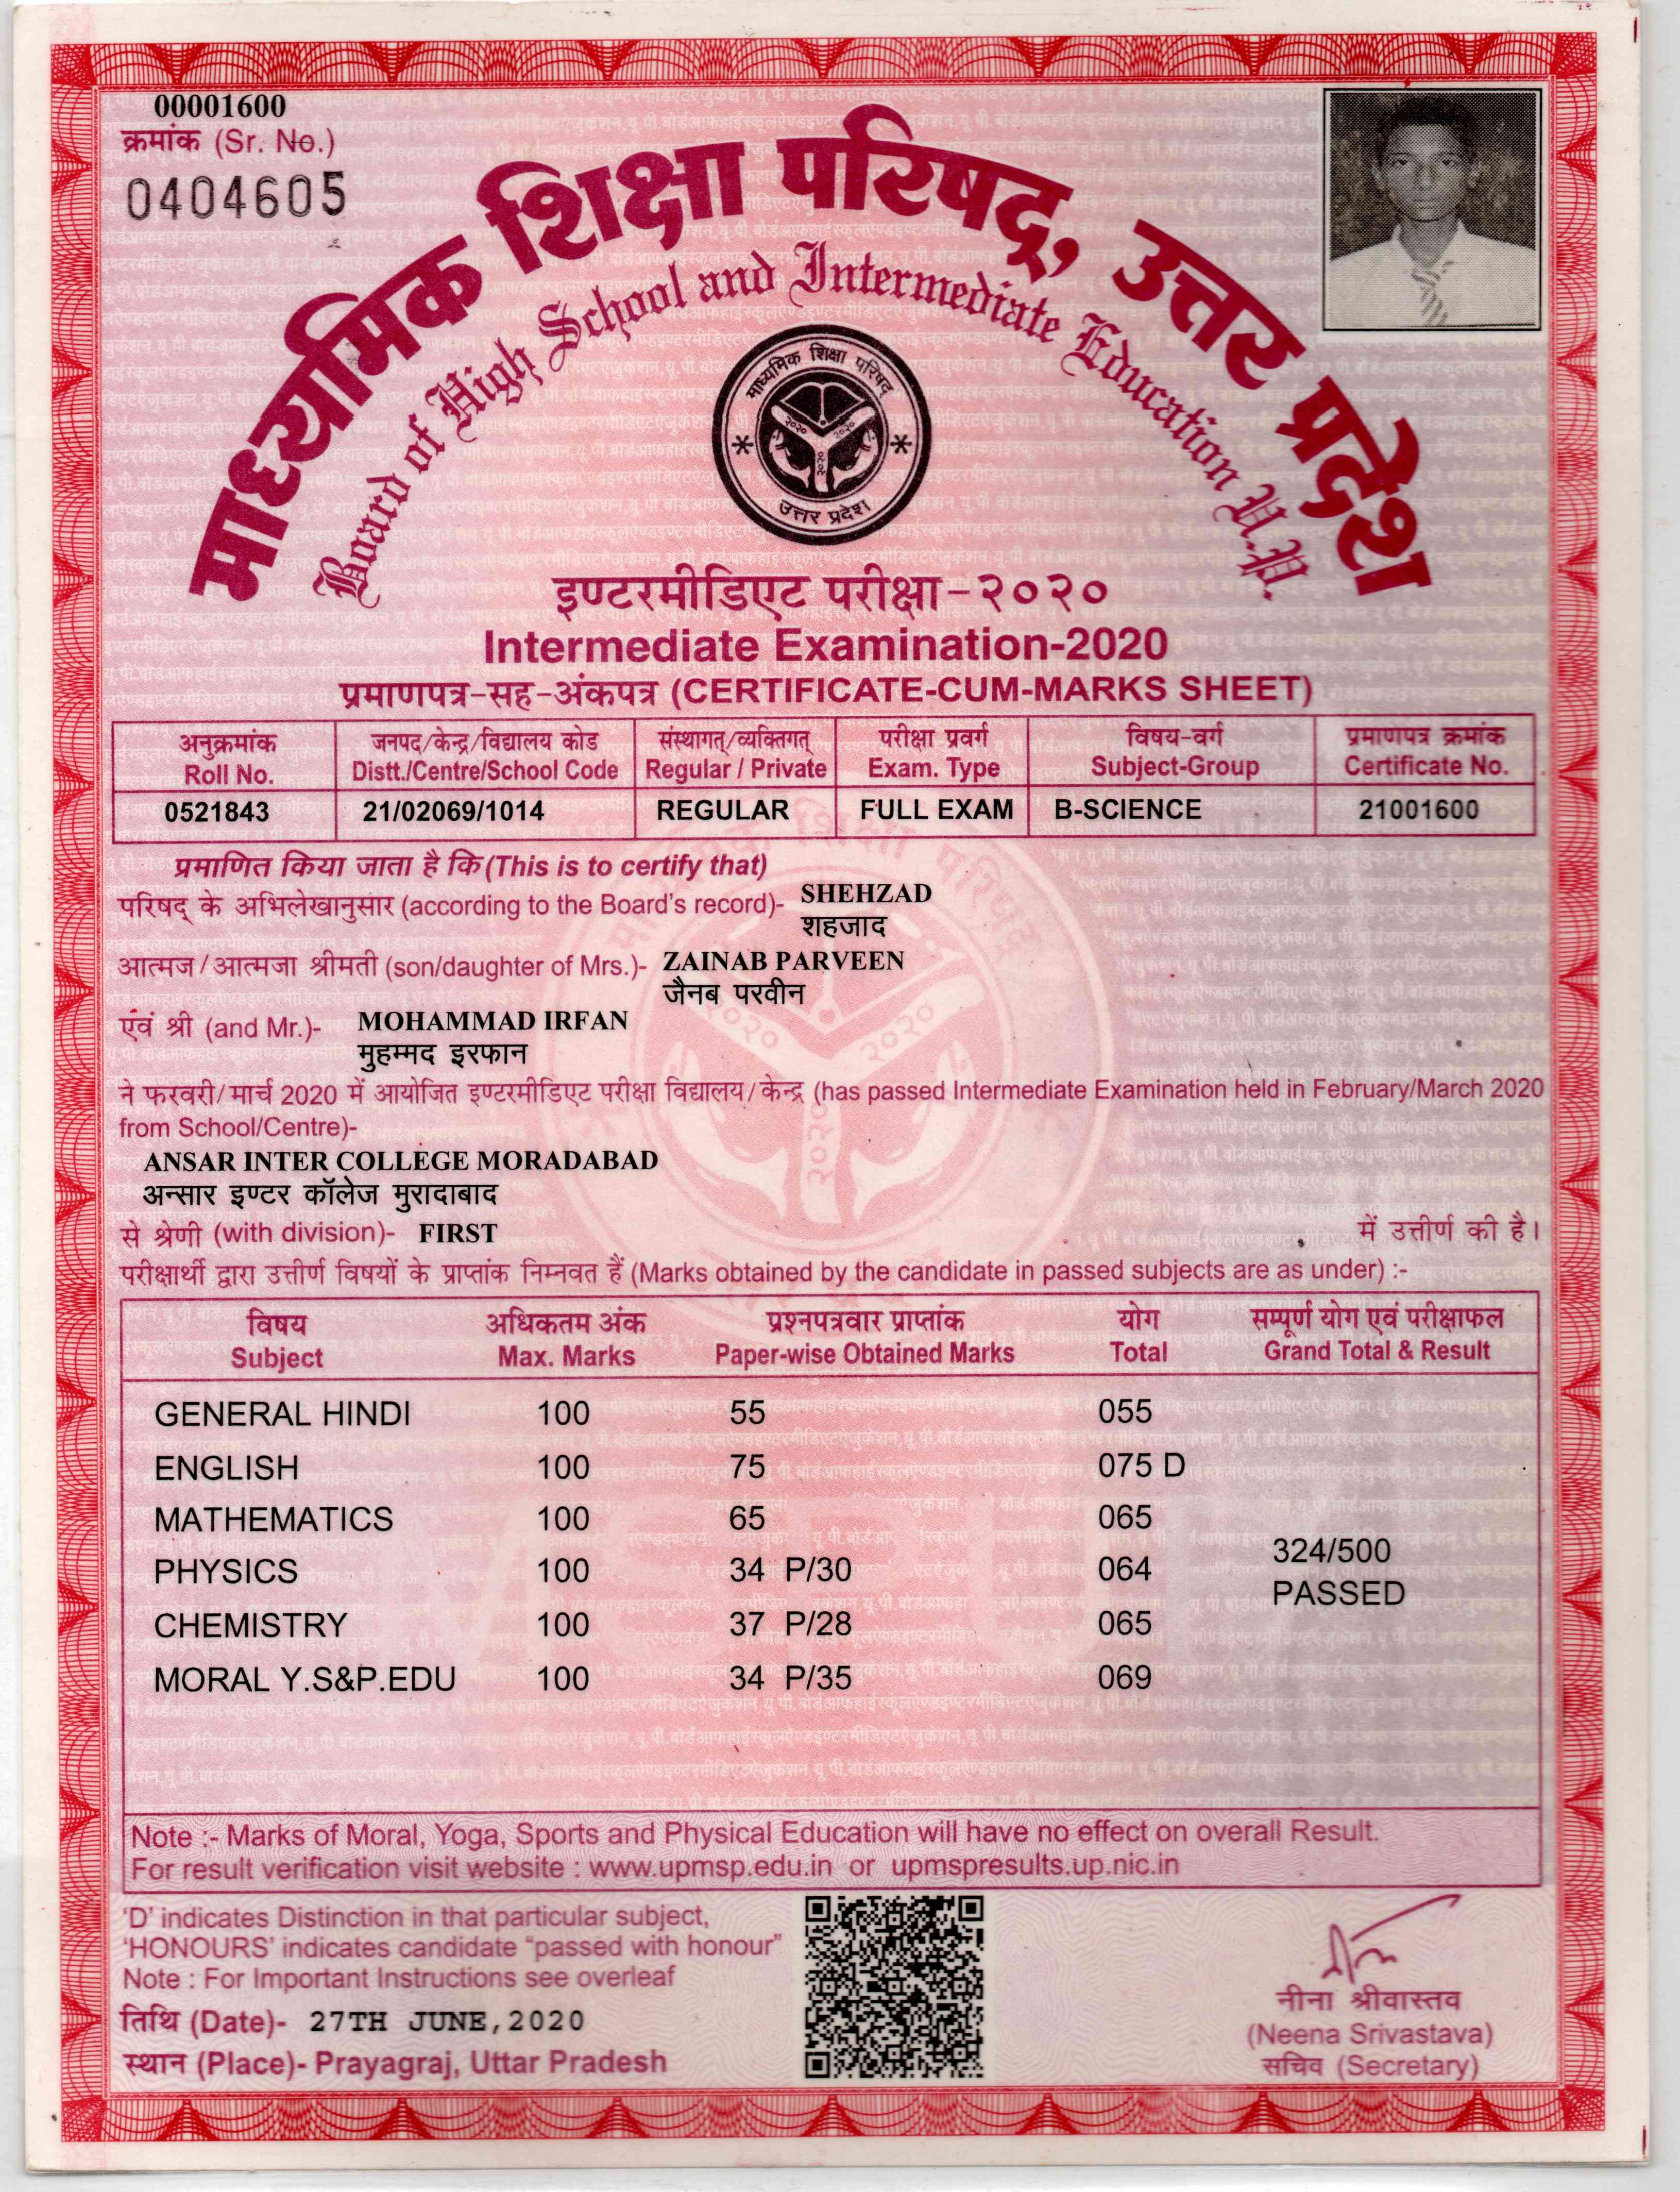 00001600
क्रमांक (Sr. No.)
0404605
माध्यमिक शिक्षा परिषद्, उत्तर प्रदेश
Board of High School and Intermediate Education U.P.
माध्यमिक शिक्षा परिषद
२०२० २०२०
२०२०
उत्तर प्रदेश
इण्टरमीडिएट परीक्षा-२०२०
Intermediate Examination-2020
प्रमाणपत्र-सह-अंकपत्र (CERTIFICATE-CUM-MARKS SHEET)
अनुक्रमांक जनपद/केन्द्र/विद्यालय कोड संस्थागत्/व्यक्तिगत् परीक्षा प्रवर्ग विषय-वर्ग प्रमाणपत्र क्रमांक
Roll No. Distt./Centre/School Code Regular / Private Exam. Type Subject-Group Certificate No.
0521843 21/02069/1014 REGULAR FULL EXAM B-SCIENCE 21001600
प्रमाणित किया जाता है कि (This is to certify that)
परिषद् के अभिलेखानुसार (according to the Board's record)- SHEHZAD
शहजाद
आत्मज/आत्मजा श्रीमती (son/daughter of Mrs.)- ZAINAB PARVEEN
जैनब परवीन
एवं श्री (and Mr.)- MOHAMMAD IRFAN
मुहम्मद इरफान
ने फरवरी/मार्च 2020 में आयोजित इण्टरमीडिएट परीक्षा विद्यालय/केन्द्र (has passed Intermediate Examination held in February/March 2020
from School/Centre)-
ANSAR INTER COLLEGE MORADABAD
अन्सार इण्टर कॉलेज मुरादाबाद
से श्रेणी (with division)- FIRST में उत्तीर्ण की है।
परीक्षार्थी द्वारा उत्तीर्ण विषयों के प्राप्तांक निम्नवत हैं (Marks obtained by the candidate in passed subjects are as under) :-
विषय अधिकतम अंक प्रश्नपत्रवार प्राप्तांक योग सम्पूर्ण योग एवं परीक्षाफल
Subject Max. Marks Paper-wise Obtained Marks Total Grand Total & Result
GENERAL HINDI 100 55 055
ENGLISH 100 75 075 D
MATHEMATICS 100 65 065
324/500
PHYSICS 100 34 P/30 064
PASSED
CHEMISTRY 100 37 P/28 065
MORAL Y.S&P.EDU 100 34 P/35 069
Note :- Marks of Moral, Yoga, Sports and Physical Education will have no effect on overall Result.
For result verification visit website : www.upmsp.edu.in or upmspresults.up.nic.in
'D' indicates Distinction in that particular subject,
'HONOURS' indicates candidate "passed with honour"
Note : For Important Instructions see overleaf
तिथि (Date)- 27TH JUNE, 2020
स्थान (Place)- Prayagraj, Uttar Pradesh
नीना श्रीवास्तव
(Neena Srivastava)
सचिव (Secretary)